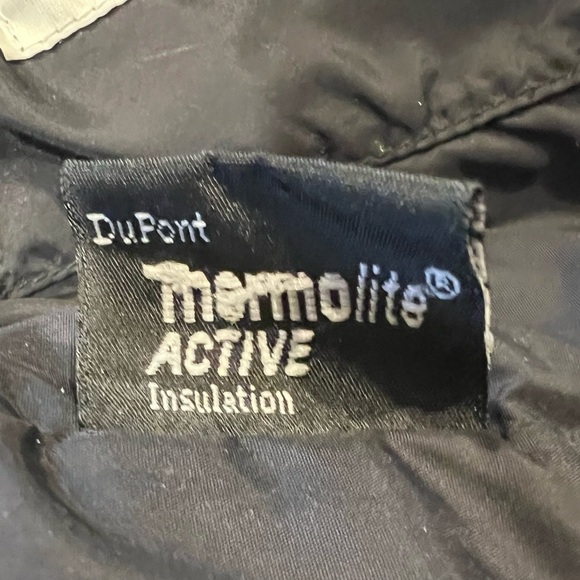 DuPont
Thermolite®
ACTIVE
Insulation